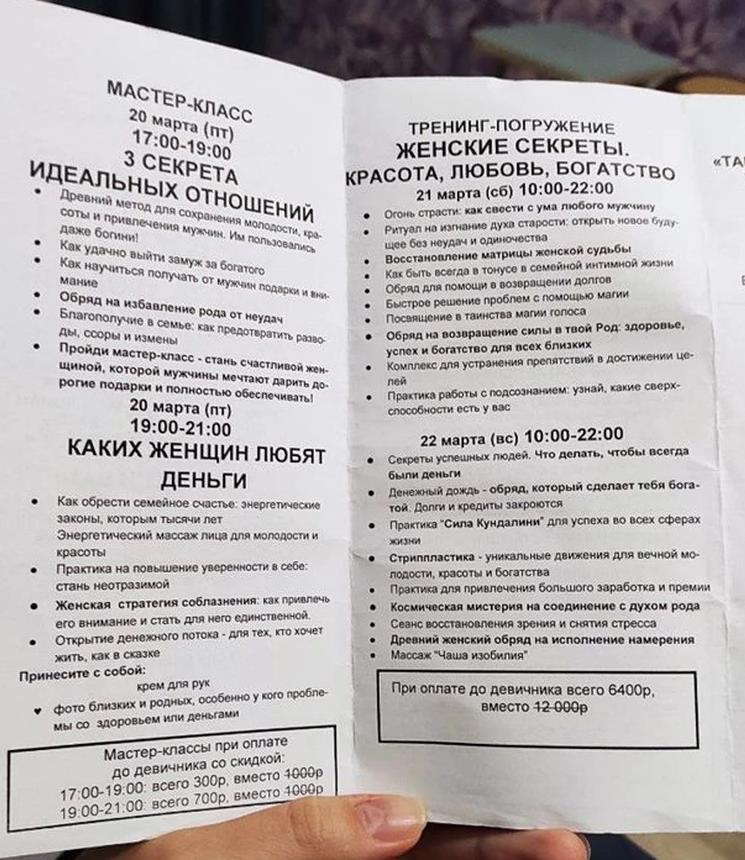 МАСТЕР-КЛАСС
20 марта (пт)
17:00-19:00
3 СЕКРЕТА
ИДЕАЛЬНЫХ ОТНОШЕНИЙ
• Древний метод для сохранения молодости, кра-
соты и привлечения мужчин. Им пользовались
даже богини!
• Как удачно выйти замуж за богатого
• Как научиться получать от мужчин подарки и вни-
мание
• Обряд на избавление рода от неудач
• Благополучие в семье: как предотвратить разво-
ды, ссоры и измены
• Пройди мастер-класс - стань счастливой жен-
щиной, которой мужчины мечтают дарить до-
рогие подарки и полностью обеспечивать!
20 марта (пт)
19:00-21:00
КАКИХ ЖЕНЩИН ЛЮБЯТ
ДЕНЬГИ
• Как обрести семейное счастье: энергетические
законы, которым тысячи лет
Энергетический массаж лица для молодости и
красоты
• Практика на повышение уверенности в себе:
стань неотразимой
• Женская стратегия соблазнения: как привлечь
его внимание и стать для него единственной.
• Открытие денежного потока - для тех, кто хочет
жить, как в сказке
Принесите с собой:
крем для рук
♥ фото близких и родных, особенно у кого пробле-
мы со здоровьем или деньгами
Мастер-классы при оплате
до девичника со скидкой:
17:00-19:00: всего 300р, вместо 1000р
19:00-21:00: всего 700р, вместо 1000р
ТРЕНИНГ-ПОГРУЖЕНИЕ
ЖЕНСКИЕ СЕКРЕТЫ.
КРАСОТА, ЛЮБОВЬ, БОГАТСТВО
21 марта (сб) 10:00-22:00
• Огонь страсти: как свести с ума любого мужчину
• Ритуал на изгнание духа старости: открыть новое буду-
щее без неудач и одиночества
• Восстановление матрицы женской судьбы
• Как быть всегда в тонусе в семейной интимной жизни
• Обряд для помощи в возвращении долгов
• Быстрое решение проблем с помощью магии
• Посвящение в таинства магии голоса
• Обряд на возвращение силы в твой Род: здоровье,
успех и богатство для всех близких
• Комплекс для устранения препятствий в достижении це-
лей
• Практика работы с подсознанием: узнай, какие сверх-
способности есть у вас
22 марта (вс) 10:00-22:00
• Секреты успешных людей. Что делать, чтобы всегда
были деньги
• Денежный дождь - обряд, который сделает тебя бога-
той. Долги и кредиты закроются
• Практика "Сила Кундалини" для успеха во всех сферах
жизни
• Стриппластика - уникальные движения для вечной мо-
лодости, красоты и богатства
• Практика для привлечения большого заработка и премии
• Космическая мистерия на соединение с духом рода
• Сеанс восстановления зрения и снятия стресса
• Древний женский обряд на исполнение намерения
• Массаж "Чаша изобилия"
При оплате до девичника всего 6400р,
вместо 12 000р